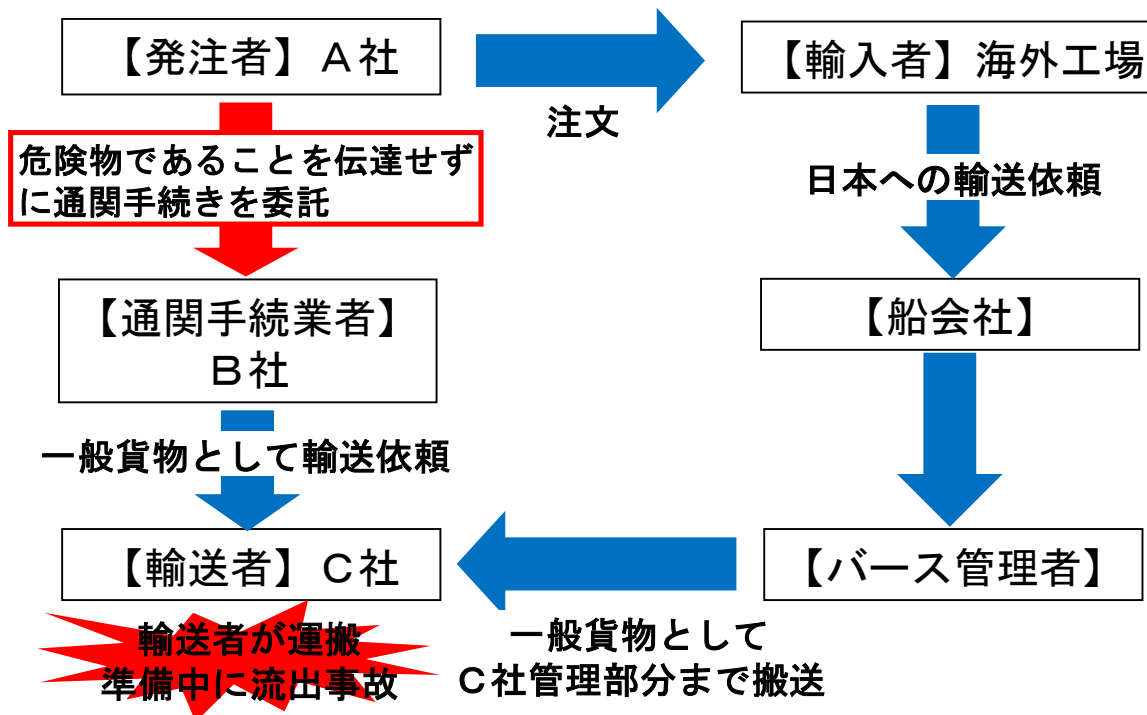 【発注者】Ａ社
注文
【輸入者】海外工場
危険物であることを伝達せず
に通関手続きを委託
日本への輸送依頼
【通関手続業者】
Ｂ社
【船会社】
一般貨物として輸送依頼
【輸送者】Ｃ社
【バース管理者】
輸送者が運搬
準備中に流出事故
一般貨物として
Ｃ社管理部分まで搬送